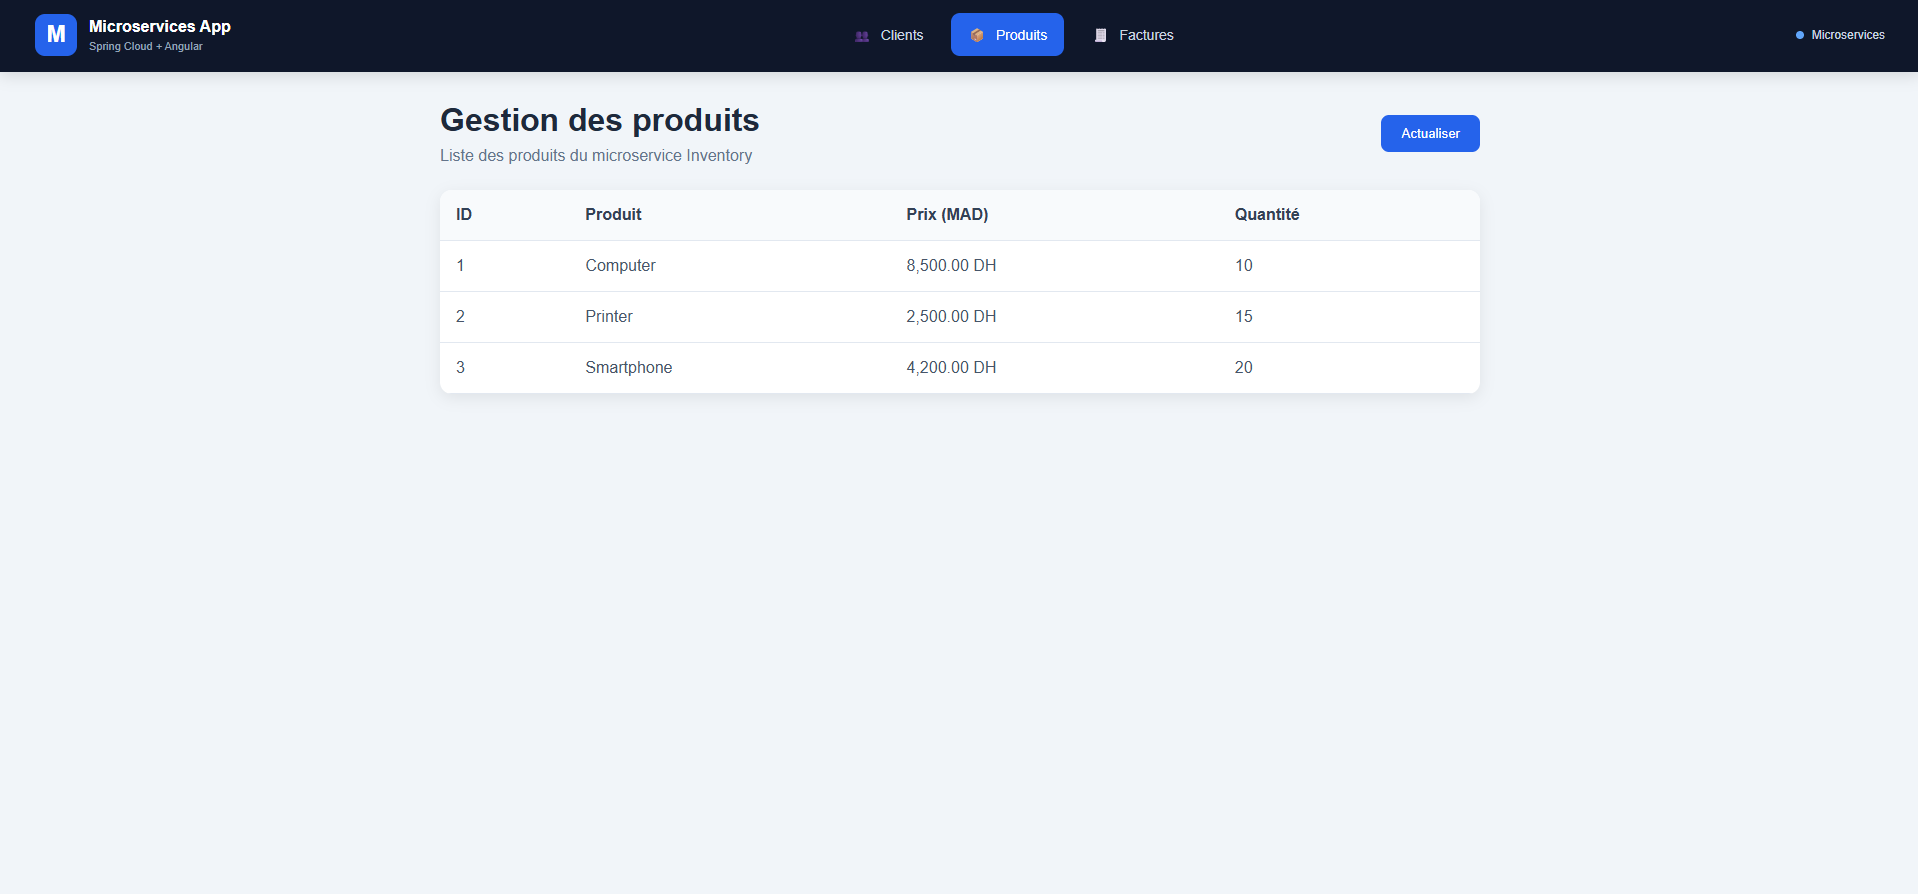 M
Microservices App
Spring Cloud + Angular
Clients
Produits
Factures
Microservices
Gestion des produits
Liste des produits du microservice Inventory
Actualiser
ID Produit Prix (MAD) Quantité
1 Computer 8,500.00 DH 10
2 Printer 2,500.00 DH 15
3 Smartphone 4,200.00 DH 20